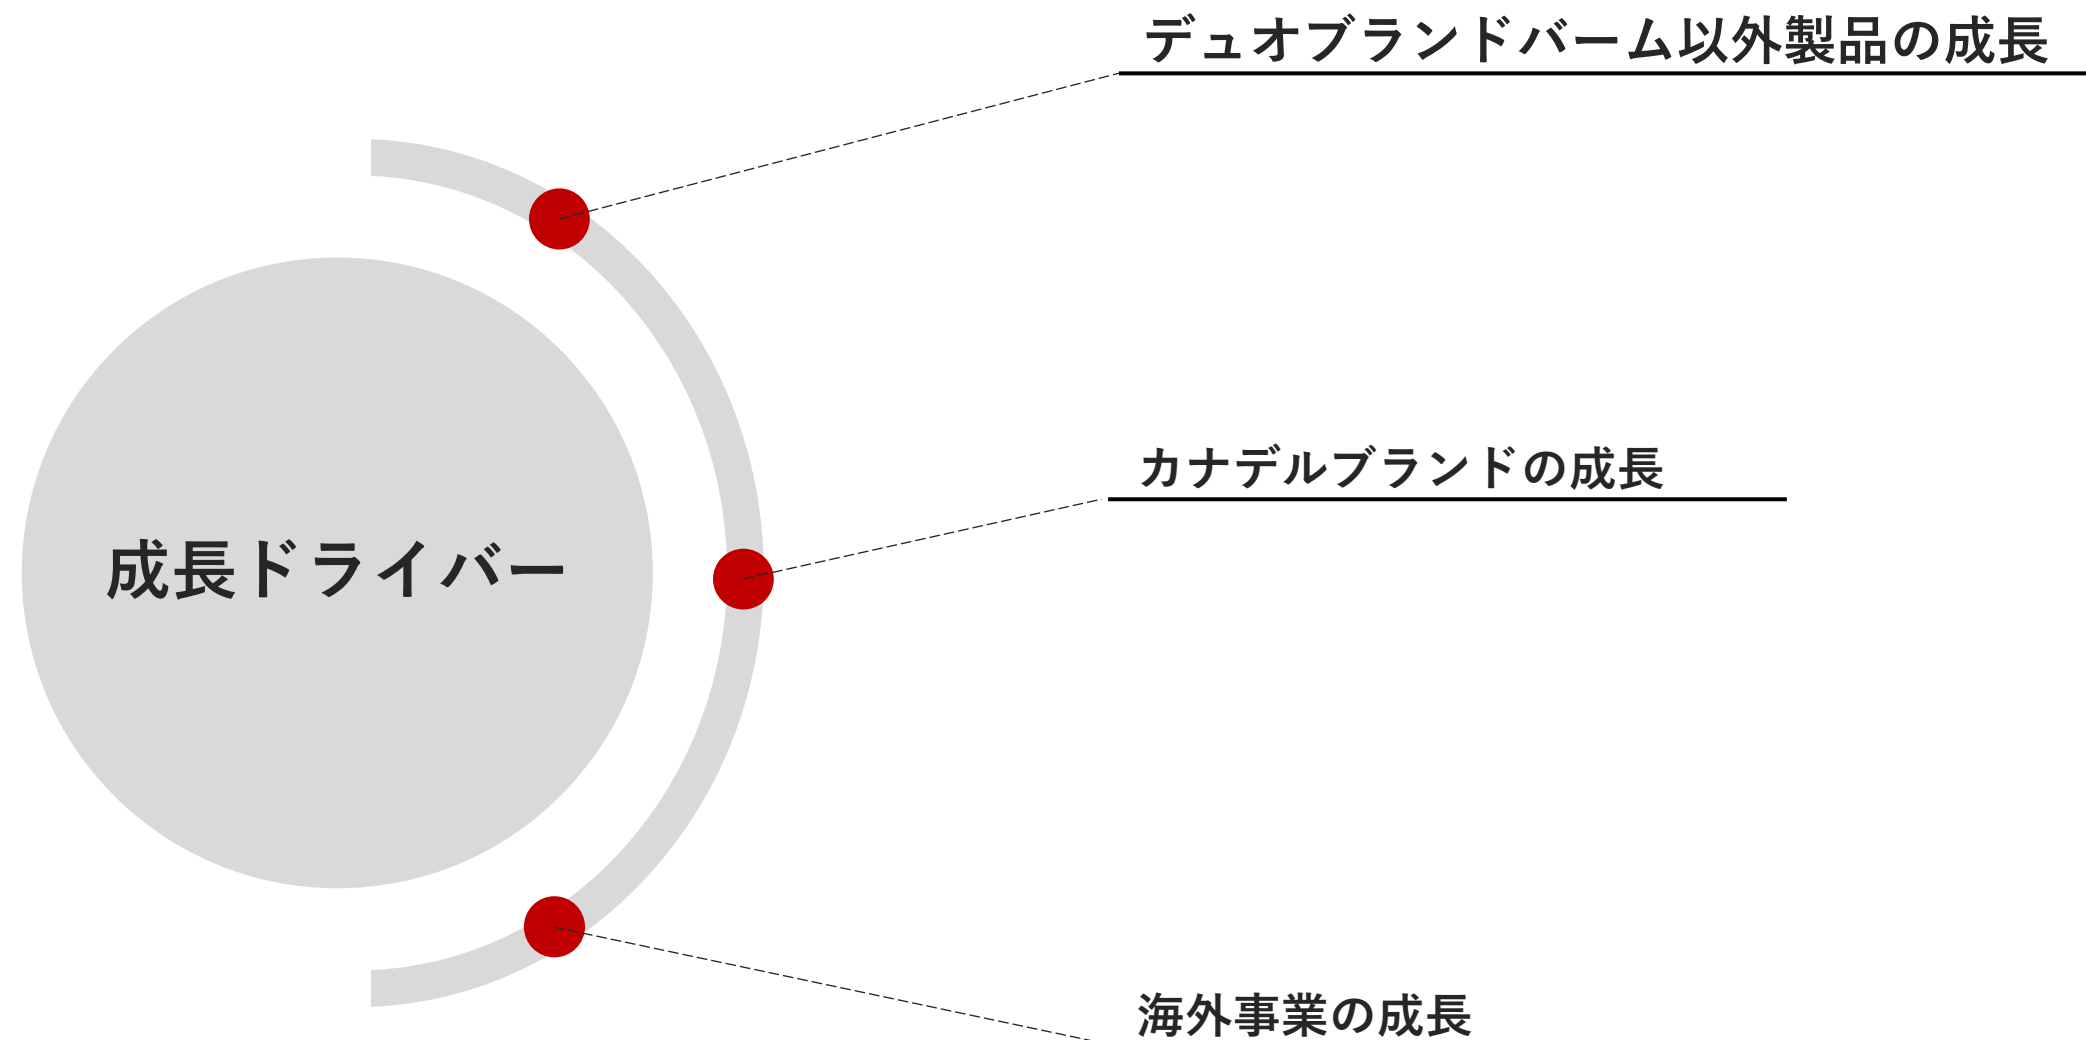 デュオブランドバーム以外製品の成長
カナデルブランドの成長
成長ドライバー
海外事業の成長